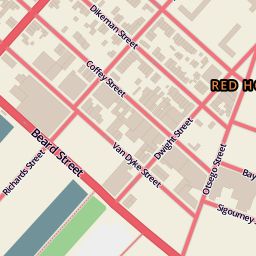 Dikeman Street
Coffey Street
RED HO
Beard Street
Dwight Street
Richards Street
Van Dyke Street
Otsego Street
Bay
Sigourney S